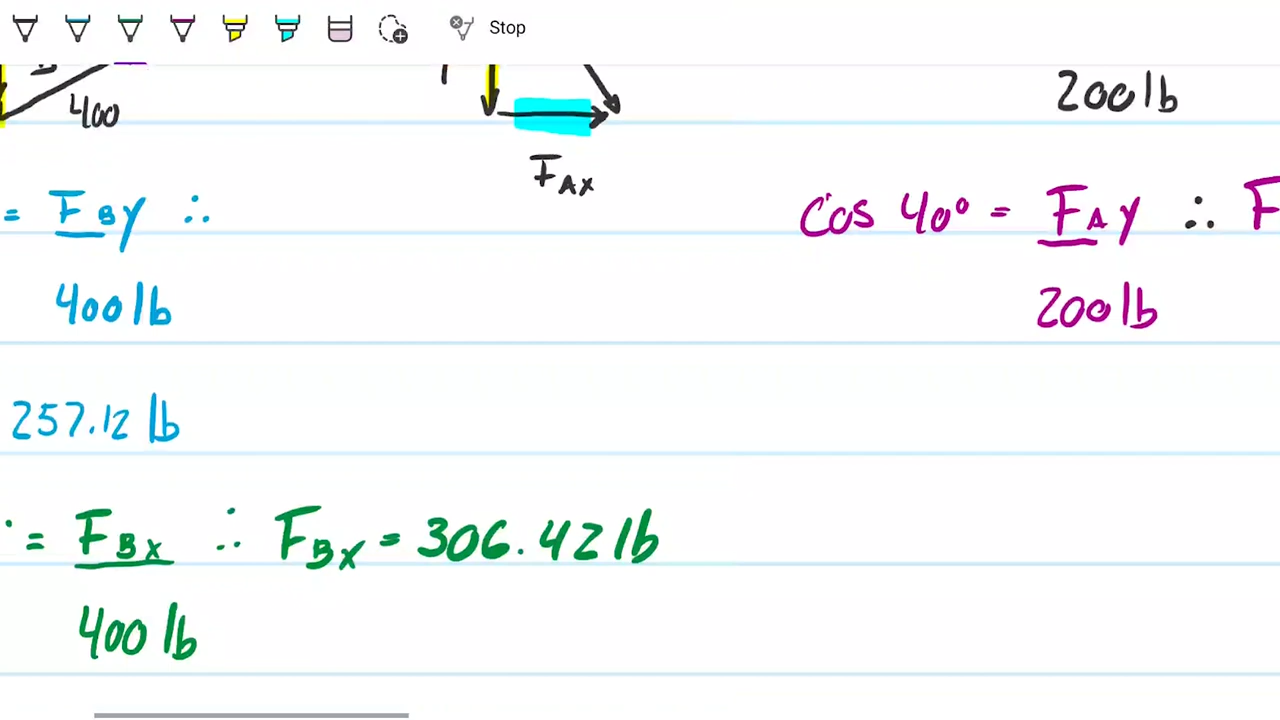 Stop
400
F_Ax
200 lb
= F_By ∴
400 lb
cos 40° = F_Ay ∴ F
200 lb
257.12 lb
= F_Bx ∴ F_Bx = 306.42 lb
400 lb